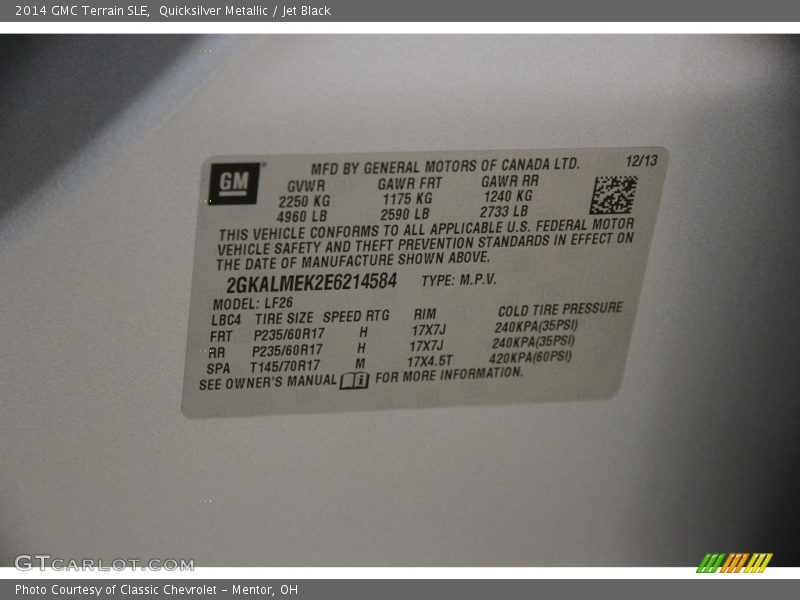 2014 GMC Terrain SLE, Quicksilver Metallic / Jet Black
GM
MFD BY GENERAL MOTORS OF CANADA LTD. 12/13
GVWR GAWR FRT GAWR RR
2250 KG 1175 KG 1240 KG
4960 LB 2590 LB 2733 LB
THIS VEHICLE CONFORMS TO ALL APPLICABLE U.S. FEDERAL MOTOR
VEHICLE SAFETY AND THEFT PREVENTION STANDARDS IN EFFECT ON
THE DATE OF MANUFACTURE SHOWN ABOVE.
2GKALMEK2E6214584 TYPE: M.P.V.
MODEL: LF26
LBC4 TIRE SIZE SPEED RTG RIM COLD TIRE PRESSURE
FRT P235/60R17 H 17X7J 240KPA(35PSI)
RR P235/60R17 H 17X7J 240KPA(35PSI)
SPA T145/70R17 M 17X4.5T 420KPA(60PSI)
SEE OWNER'S MANUAL i FOR MORE INFORMATION.
GTCARLOT.COM
Photo Courtesy of Classic Chevrolet - Mentor, OH